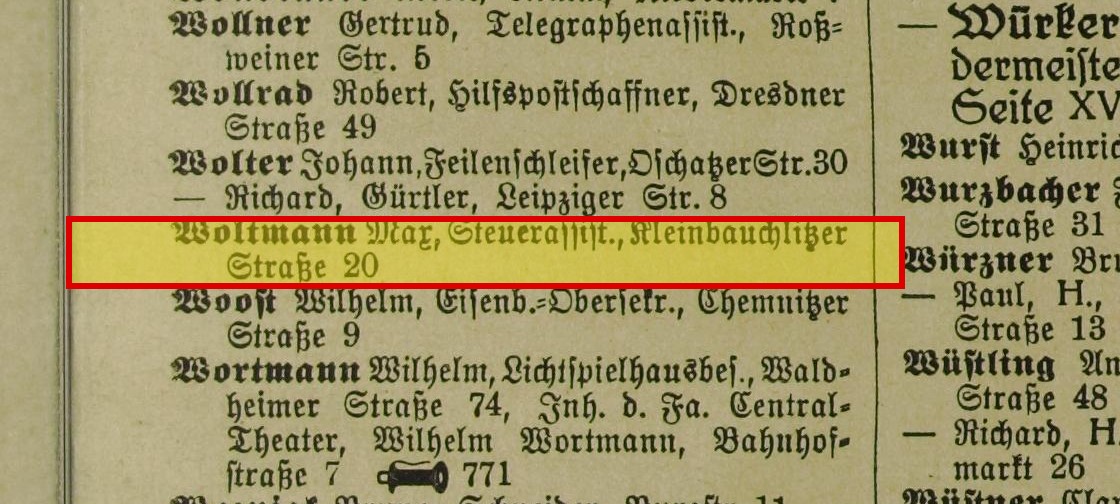 Wollner Gertrud, Telegraphenassist., Roß-
weiner Str. 5
Wollrad Robert, Hilfspostschaffner, Dresdner
Straße 49
Wolter Johann, Feilenschleifer, Oschatzer Str. 30
— Richard, Gürtler, Leipziger Str. 8
Woltmann Max, Steuerassist., Kleinbauchlitzer
Straße 20
Woost Wilhelm, Eisenb.-Obersekr., Chemnitzer
Straße 9
Wortmann Wilhelm, Lichtspielhausbes., Wald-
heimer Straße 74, Inh. d. Fa. Central-
Theater, Wilhelm Wortmann, Bahnhof-
straße 7 771
— Würker
dermeiste
Seite XV
Wurst Heinric
Wurzbacher
Straße 31
Würzner Bru
— Paul, H.,
Straße 13
Wüstling An
Straße 48
— Richard, H.
markt 26